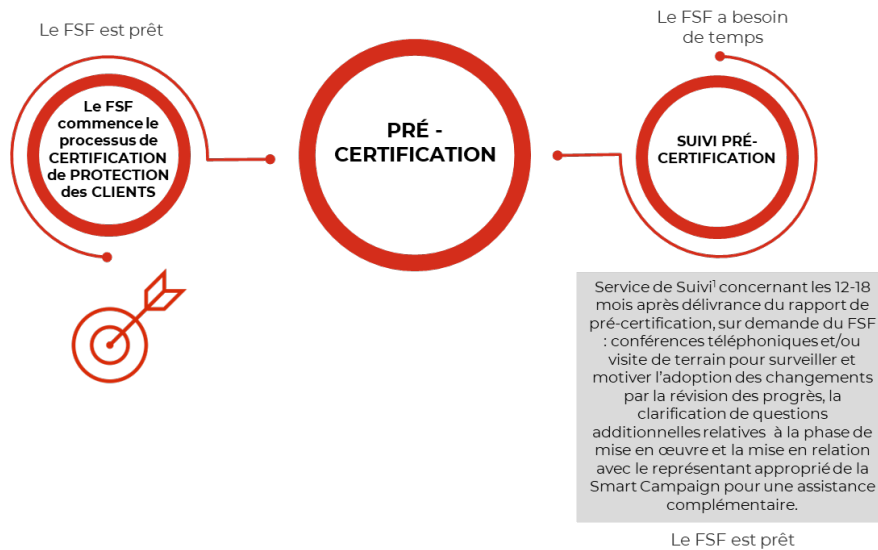 Le FSF est prêt
Le FSF
commence le
processus de
CERTIFICATION
de PROTECTION
des CLIENTS
PRÉ -
CERTIFICATION
Le FSF a besoin
de temps
SUIVI PRÉ-
CERTIFICATION
Service de Suivi¹ concernant les 12-18
mois après délivrance du rapport de
pré-certification, sur demande du FSF
: conférences téléphoniques et/ou
visite de terrain pour surveiller et
motiver l’adoption des changements
par la révision des progrès, la
clarification de questions
additionnelles relatives à la phase de
mise en œuvre et la mise en relation
avec le représentant approprié de la
Smart Campaign pour une assistance
complémentaire.
Le FSF est prêt